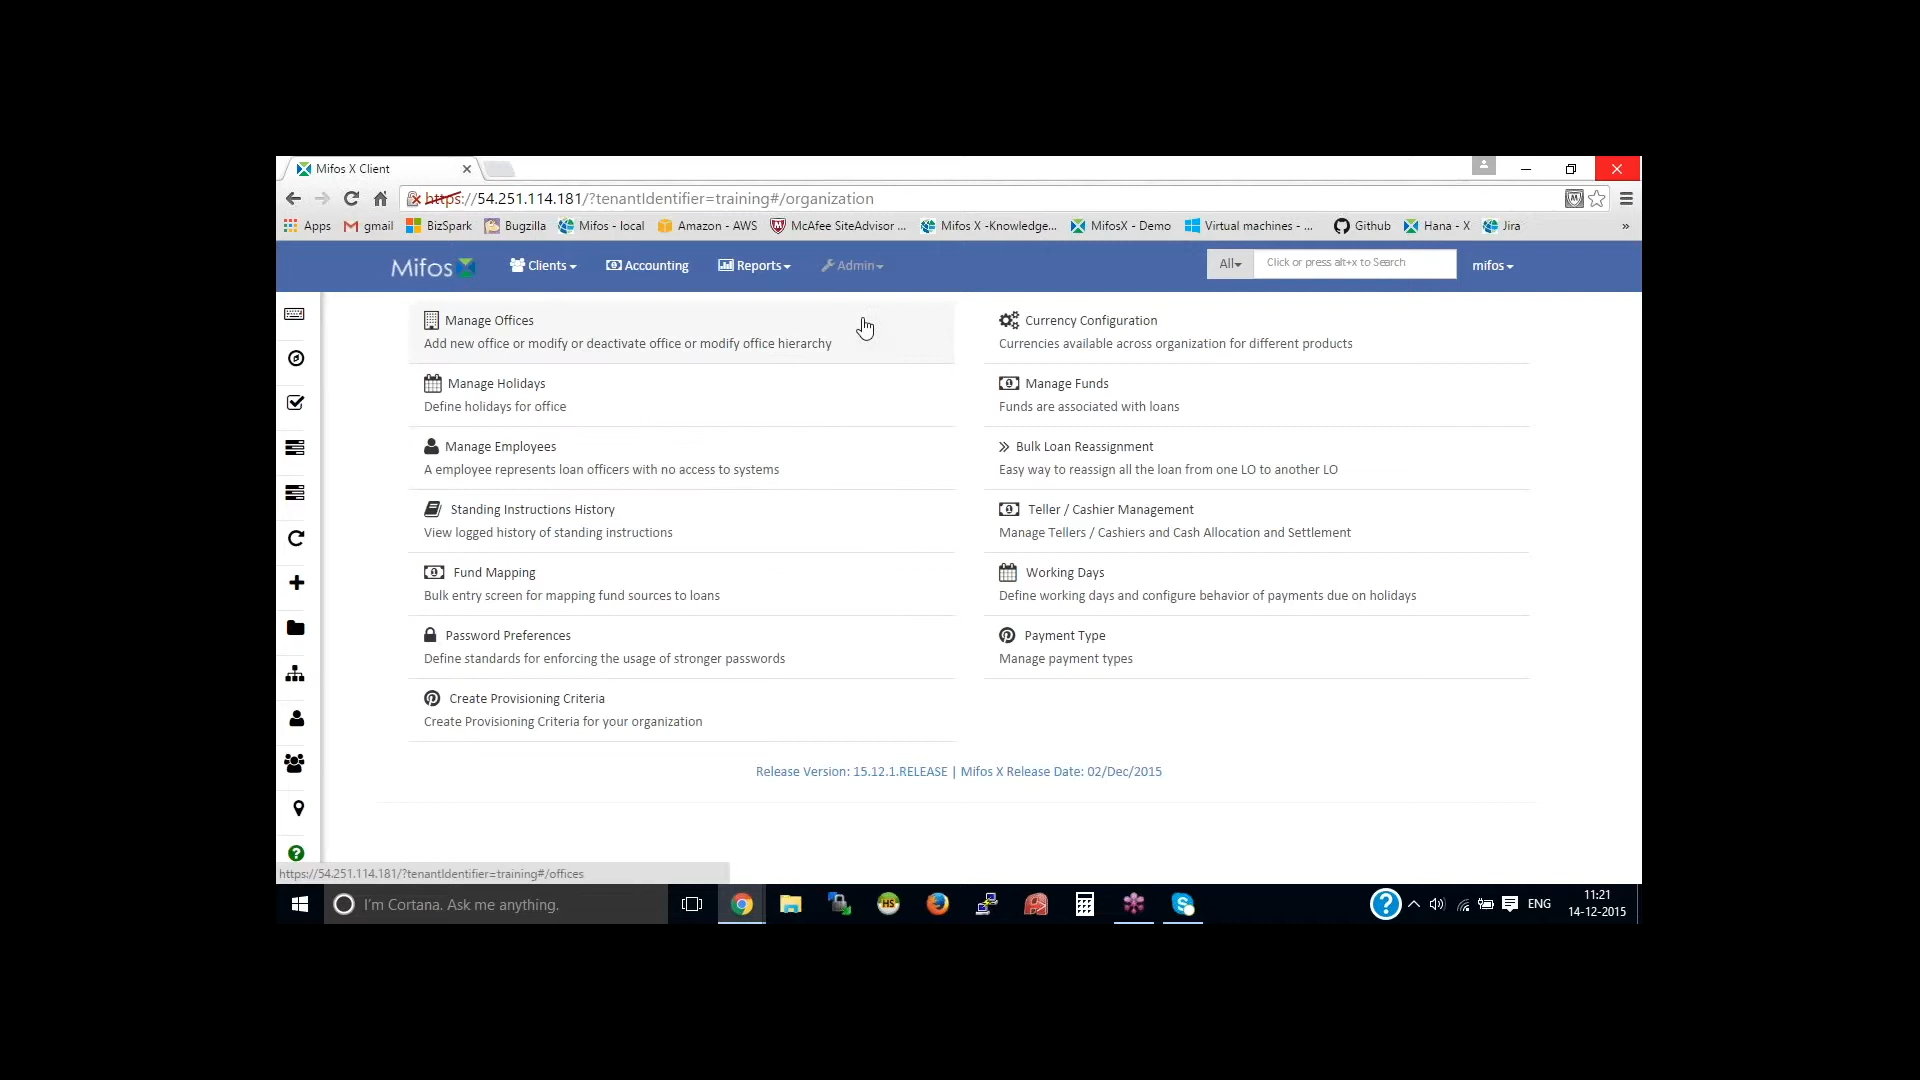 Mifos X Client
https://54.251.114.181/?tenantIdentifier=training#/organization
Apps gmail BizSpark Bugzilla Mifos - local Amazon - AWS McAfee SiteAdvisor ... Mifos X -Knowledge... MifosX - Demo Virtual machines - ... Github Hana - X Jira »
Mifos Clients Accounting Reports Admin All Click or press alt+x to Search mifos
Manage Offices
Add new office or modify or deactivate office or modify office hierarchy
Currency Configuration
Currencies available across organization for different products
Manage Holidays
Define holidays for office
Manage Funds
Funds are associated with loans
Manage Employees
A employee represents loan officers with no access to systems
Bulk Loan Reassignment
Easy way to reassign all the loan from one LO to another LO
Standing Instructions History
View logged history of standing instructions
Teller / Cashier Management
Manage Tellers / Cashiers and Cash Allocation and Settlement
Fund Mapping
Bulk entry screen for mapping fund sources to loans
Working Days
Define working days and configure behavior of payments due on holidays
Password Preferences
Define standards for enforcing the usage of stronger passwords
Payment Type
Manage payment types
Create Provisioning Criteria
Create Provisioning Criteria for your organization
Release Version: 15.12.1.RELEASE | Mifos X Release Date: 02/Dec/2015
https://54.251.114.181/?tenantIdentifier=training#/offices
I'm Cortana. Ask me anything.
HS
ENG
11:21
14-12-2015